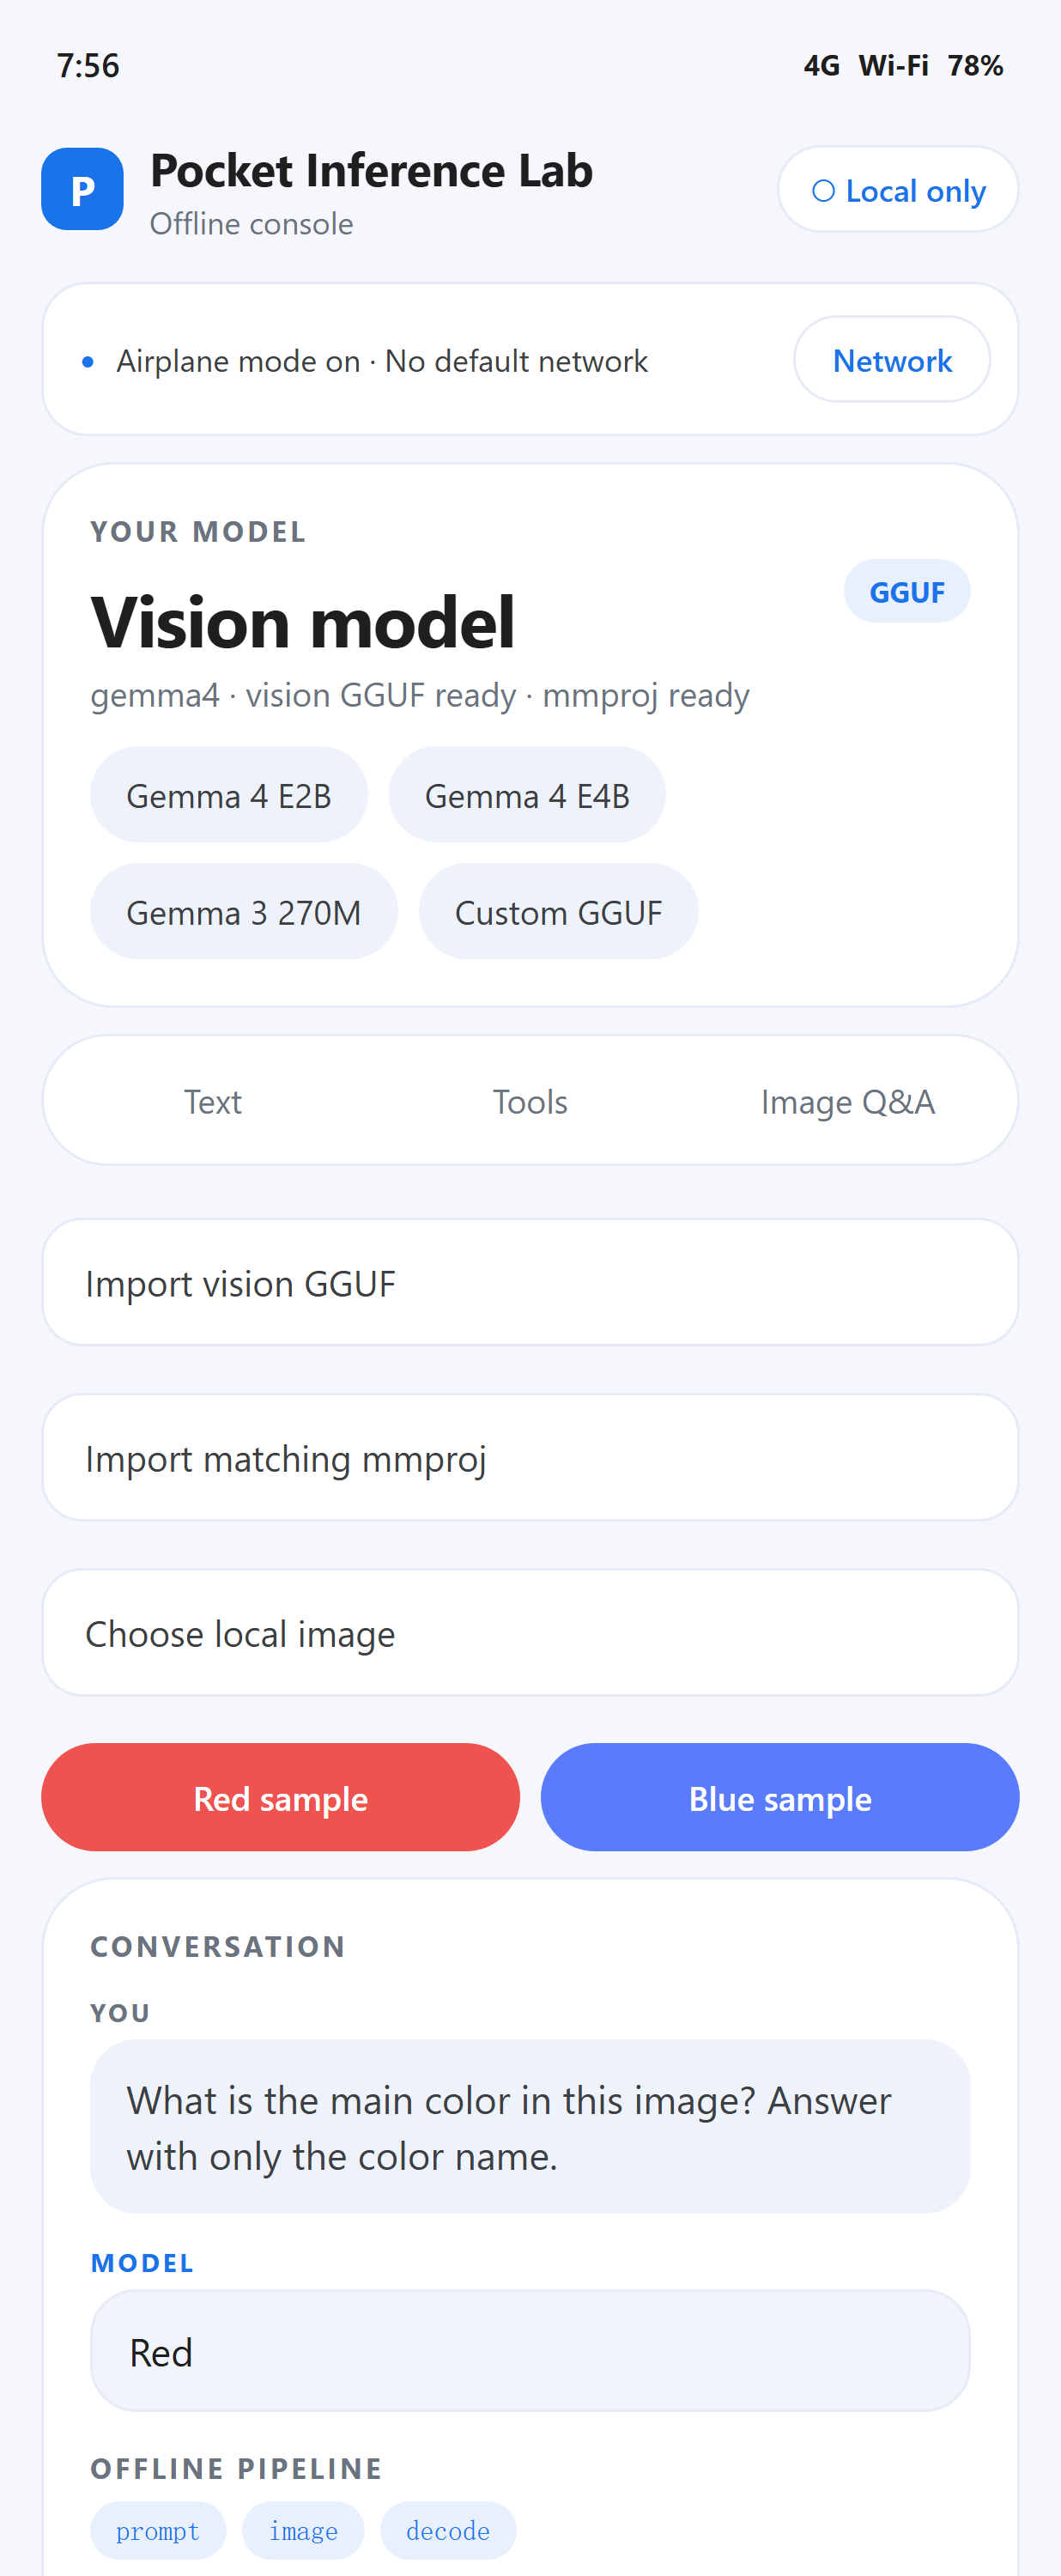 7:56
4G Wi-Fi 78%
P
Pocket Inference Lab
Offline console
○ Local only
• Airplane mode on · No default network
Network
YOUR MODEL
Vision model
GGUF
gemma4 · vision GGUF ready · mmproj ready
Gemma 4 E2B
Gemma 4 E4B
Gemma 3 270M
Custom GGUF
Text
Tools
Image Q&A
Import vision GGUF
Import matching mmproj
Choose local image
Red sample
Blue sample
CONVERSATION
YOU
What is the main color in this image? Answer
with only the color name.
MODEL
Red
OFFLINE PIPELINE
prompt
image
decode